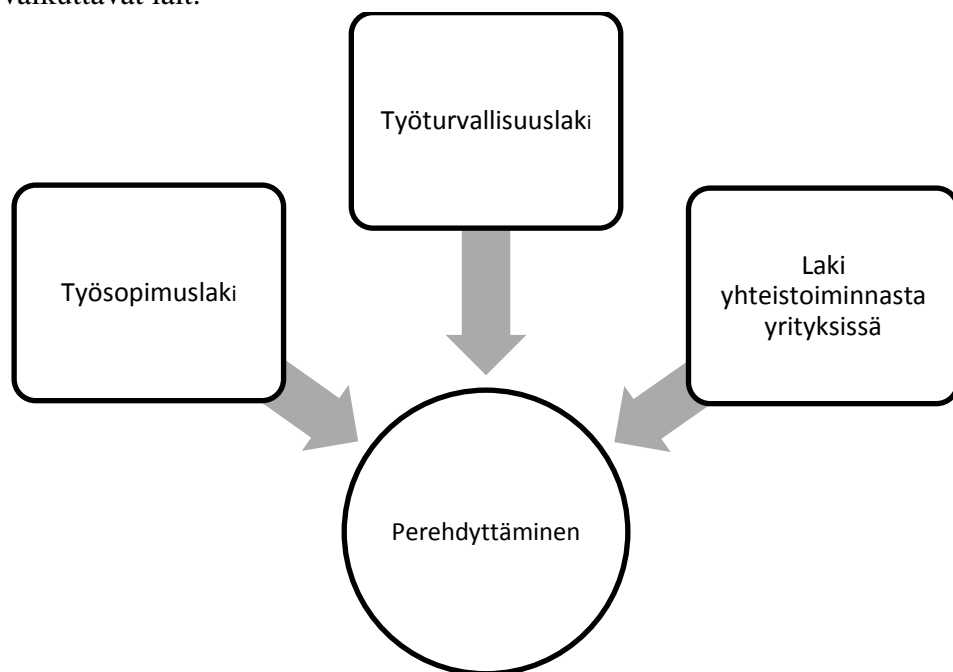 vaikuttavat lait.
Työturvallisuuslaki
Työsopimuslaki
Laki
yhteistoiminnasta
yrityksissä
Perehdyttäminen